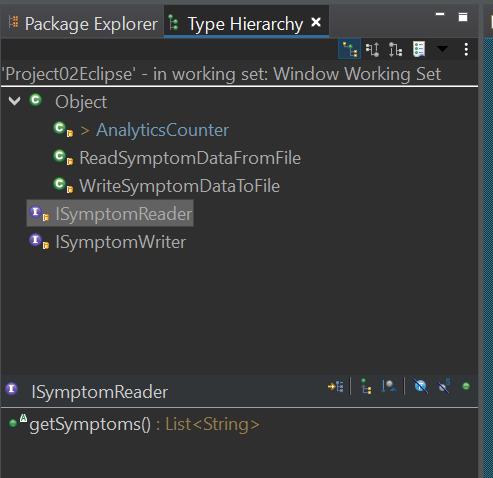 Package Explorer Type Hierarchy
'Project02Eclipse' - in working set: Window Working Set
Object
> AnalyticsCounter
ReadSymptomDataFromFile
WriteSymptomDataToFile
ISymptomReader
ISymptomWriter
ISymptomReader
getSymptoms() : List<String>